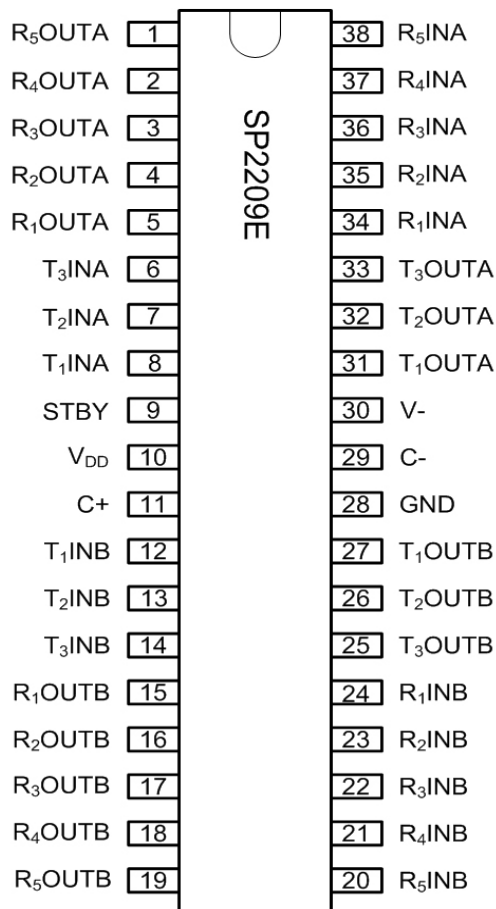 R₅OUTA 1 38 R₅INA
R₄OUTA 2 37 R₄INA
R₃OUTA 3 36 R₃INA
R₂OUTA 4 35 R₂INA
R₁OUTA 5 34 R₁INA
T₃INA 6 33 T₃OUTA
T₂INA 7 32 T₂OUTA
T₁INA 8 31 T₁OUTA
STBY 9 30 V-
V_DD 10 29 C-
C+ 11 28 GND
T₁INB 12 27 T₁OUTB
T₂INB 13 26 T₂OUTB
T₃INB 14 25 T₃OUTB
R₁OUTB 15 24 R₁INB
R₂OUTB 16 23 R₂INB
R₃OUTB 17 22 R₃INB
R₄OUTB 18 21 R₄INB
R₅OUTB 19 20 R₅INB
SP2209E